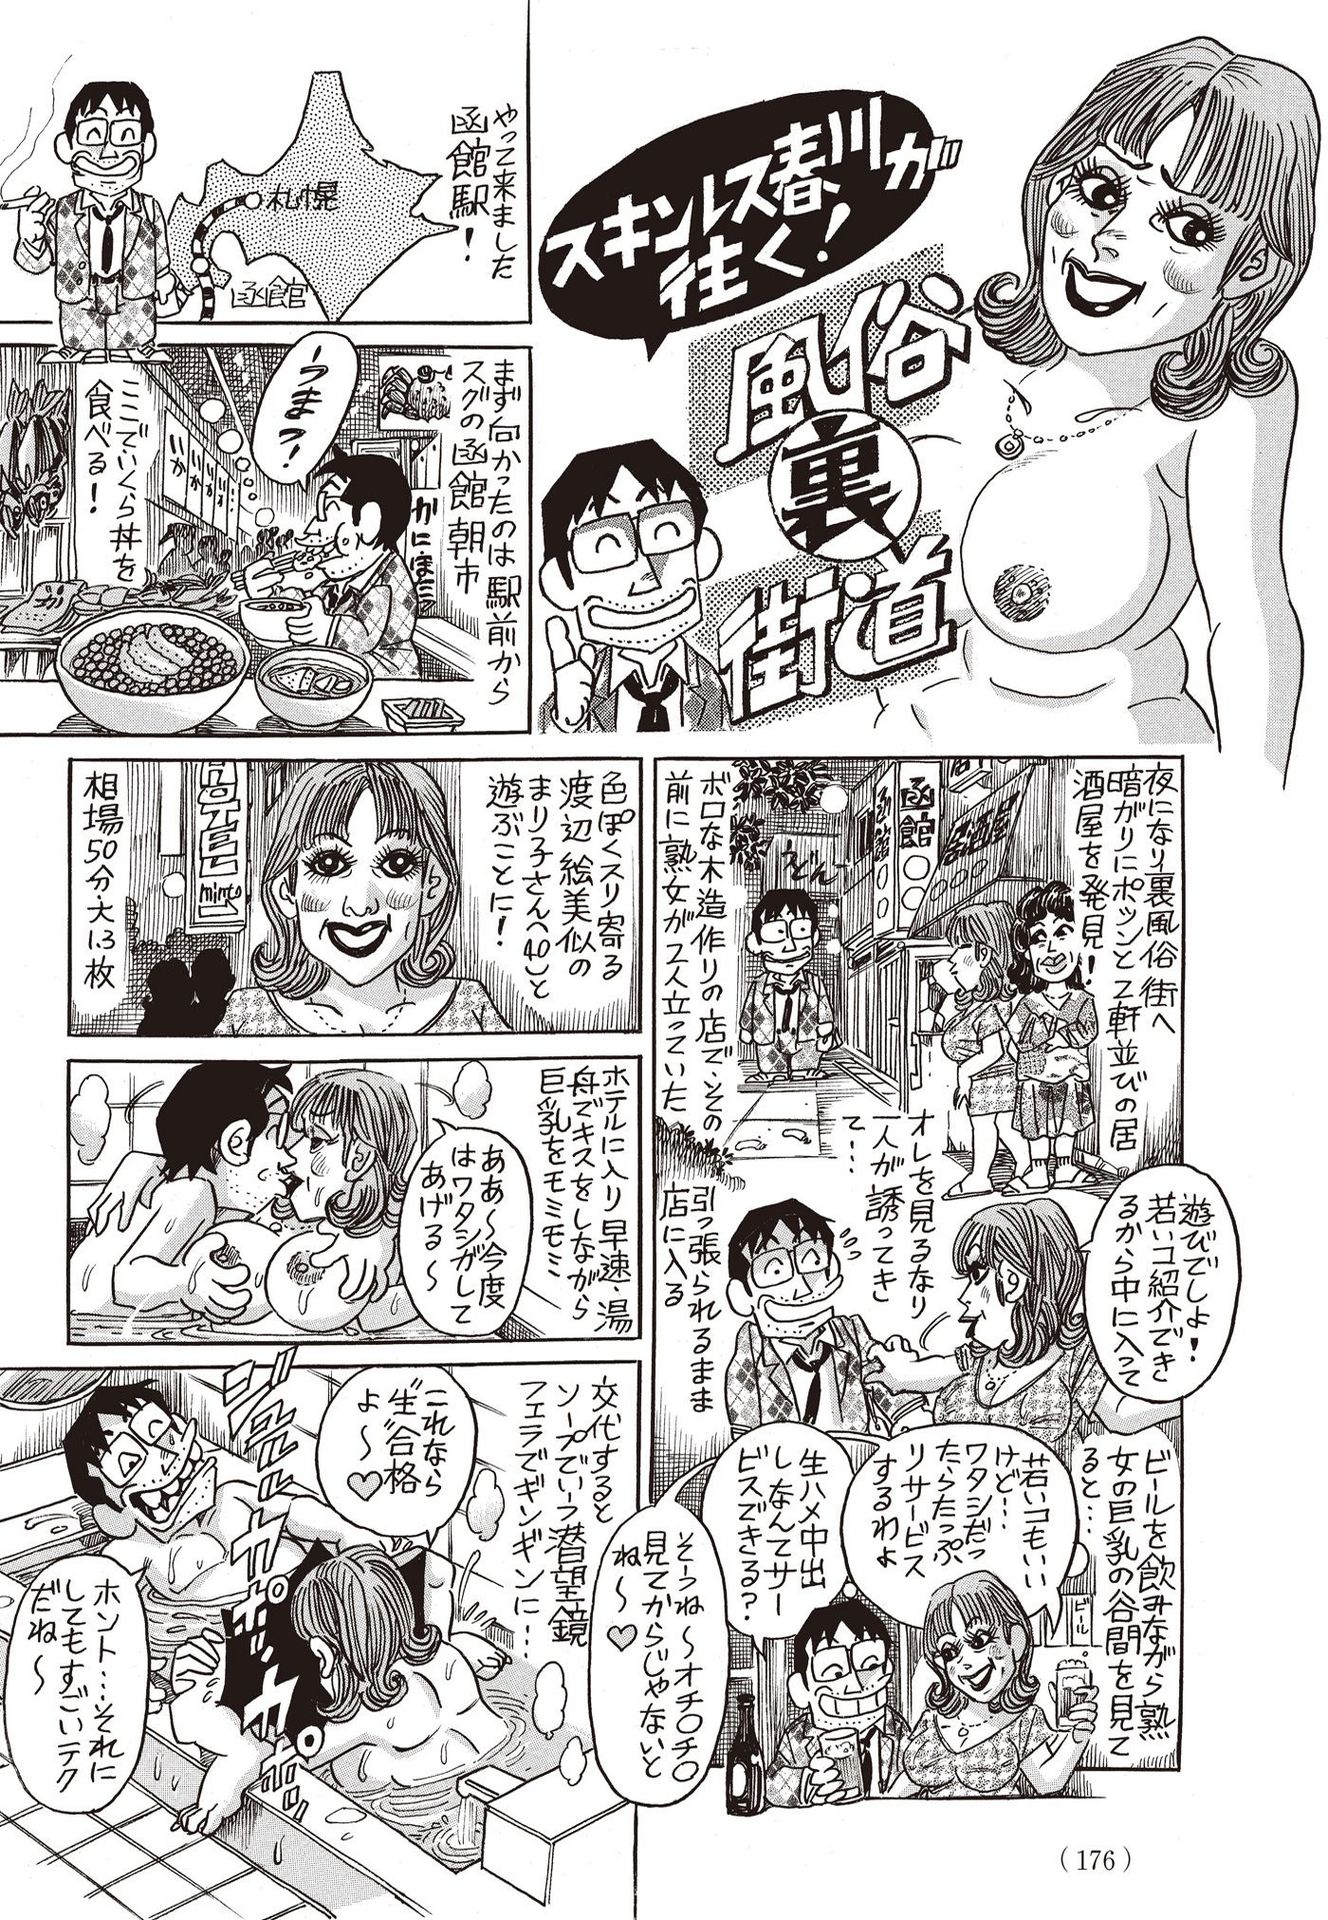 スキンレス春川が
往く!
風俗
裏
街道
やって来ました
函館駅!
札幌
函館
まず向かったのは駅前から
スグの函館朝市
ここでいくら丼を
食べる!
うまっ!
いか
かに・ほたて
夜になり裏風俗街へ
暗がりにポツンと2軒並びの居
酒屋を発見!
函館
居酒屋
ボロな木造作りの店で、その
前に熟女が2人立っていた
オレを見るなり
一人が誘ってき
て…
遊びでしょ!
若いコ紹介でき
るから中に入って
引っ張られるまま
店に入る
ビールを飲みながら熟
女の巨乳の谷間を見て
ると…
若いコもいい
けど…
ワタシだっ
たらたっぷ
リサービス
するわよ
ビール
生ハメ中出
しなんてサー
ビスできる?
そうね〜オチ〇チ〇
見てからじゃないと
ね〜♡
色ぽくスリ寄る
渡辺絵美似の
まり子さん(40)と
遊ぶことに!
相場50分・大1.3枚
ホテルに入り早速・湯
舟でキスをしながら
巨乳をモミモミ
ああ〜今度
はワタシがして
あげる〜
交代すると
ソープでいう潜望鏡
フェラでギンギンに…
これなら
“生”合格
よ〜♡
ホント…それに
してもすごいテク
だね〜
(176)